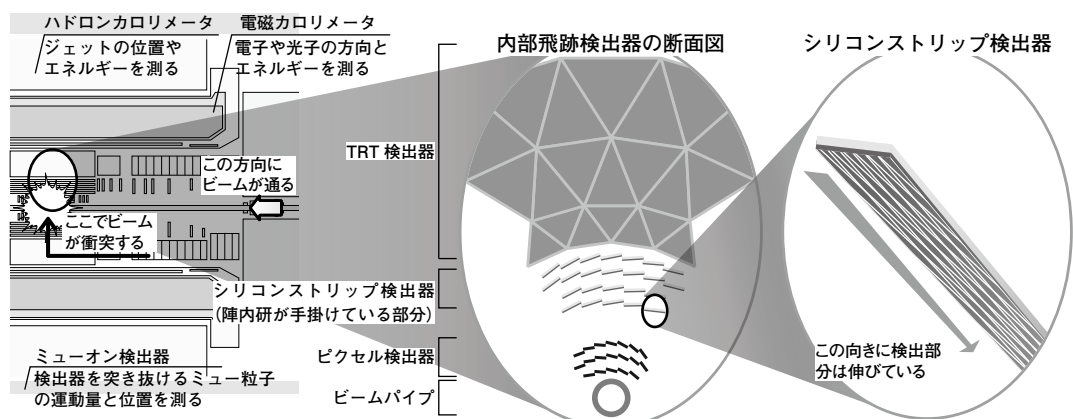 ハドロンカロリメータ
ジェットの位置や
エネルギーを測る
電磁カロリメータ
電子や光子の方向と
エネルギーを測る
この方向に
ビームが通る
ここでビーム
が衝突する
ミューオン検出器
検出器を突き抜けるミュー粒子
の運動量と位置を測る
内部飛跡検出器の断面図
TRT 検出器
シリコンストリップ検出器
(陣内研が手掛けている部分)
ピクセル検出器
ビームパイプ
シリコンストリップ検出器
この向きに検出部
分は伸びている